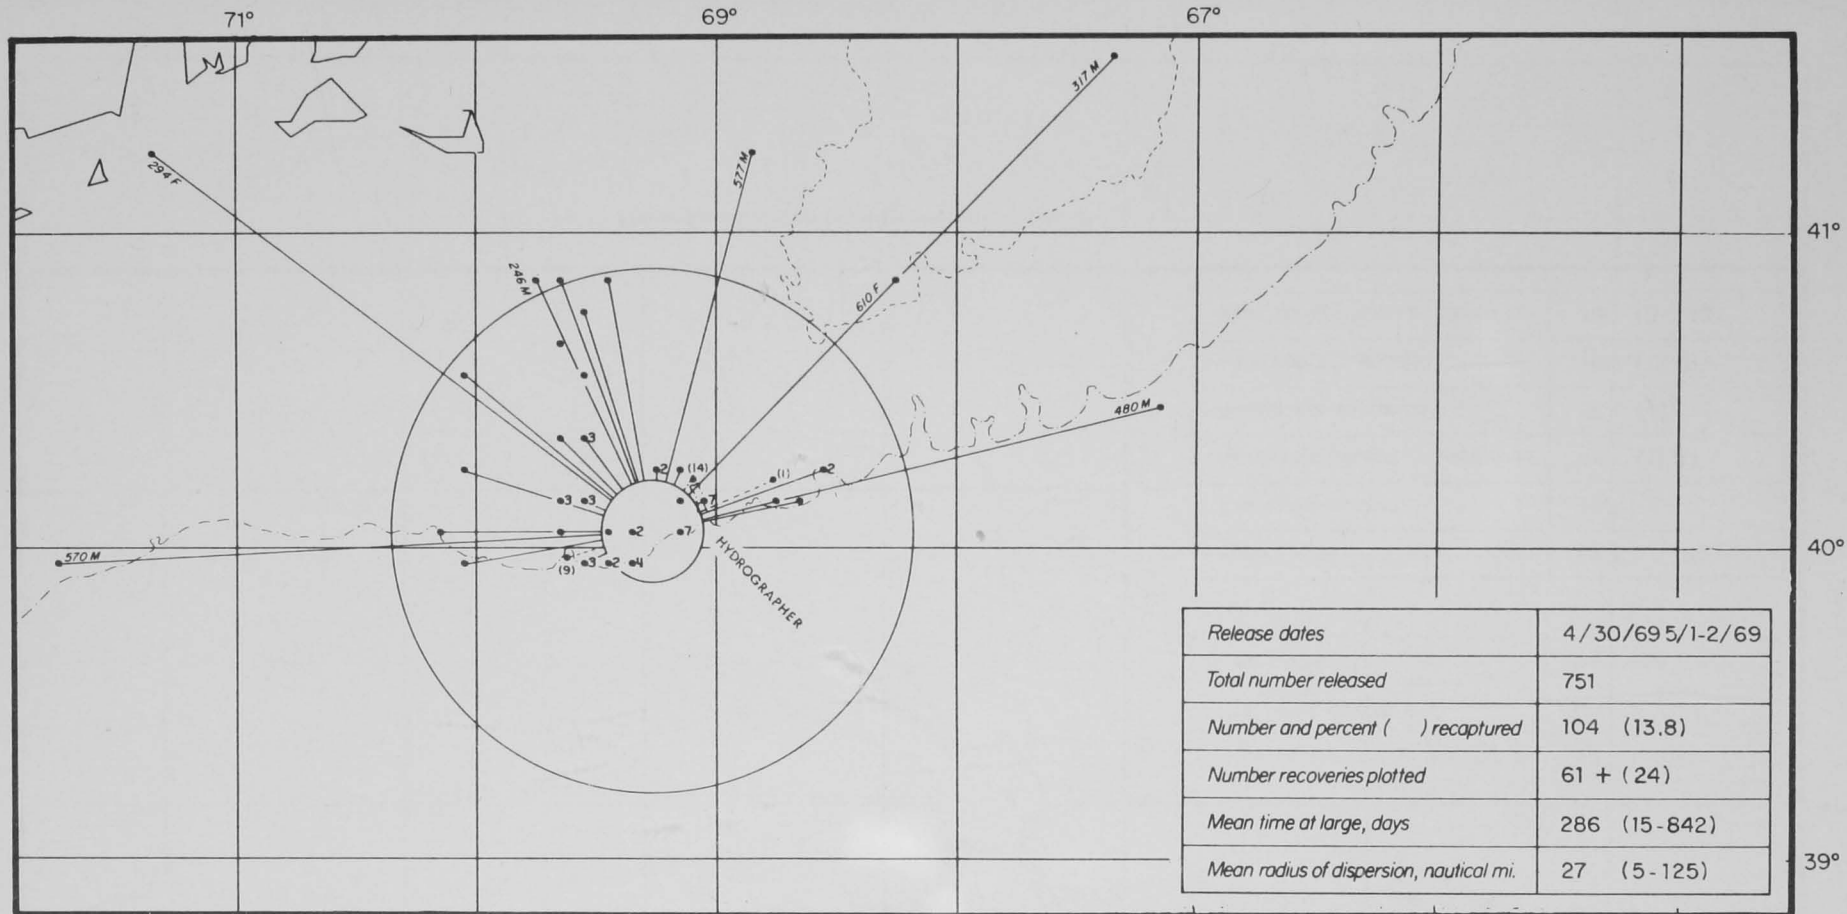 71° 69° 67°
317 M
294 F
577 M
41°
246 M
610 F
480 M
3
2 (14) (1) 2
3 3 7
2 7
570 M
40°
(9) 3 2 4
HYDROGRAPHER
Release dates 4/30/69 5/1-2/69
Total number released 751
Number and percent ( ) recaptured 104 (13.8)
Number recoveries plotted 61 + (24)
Mean time at large, days 286 (15-842)
Mean radius of dispersion, nautical mi. 27 (5-125)
39°